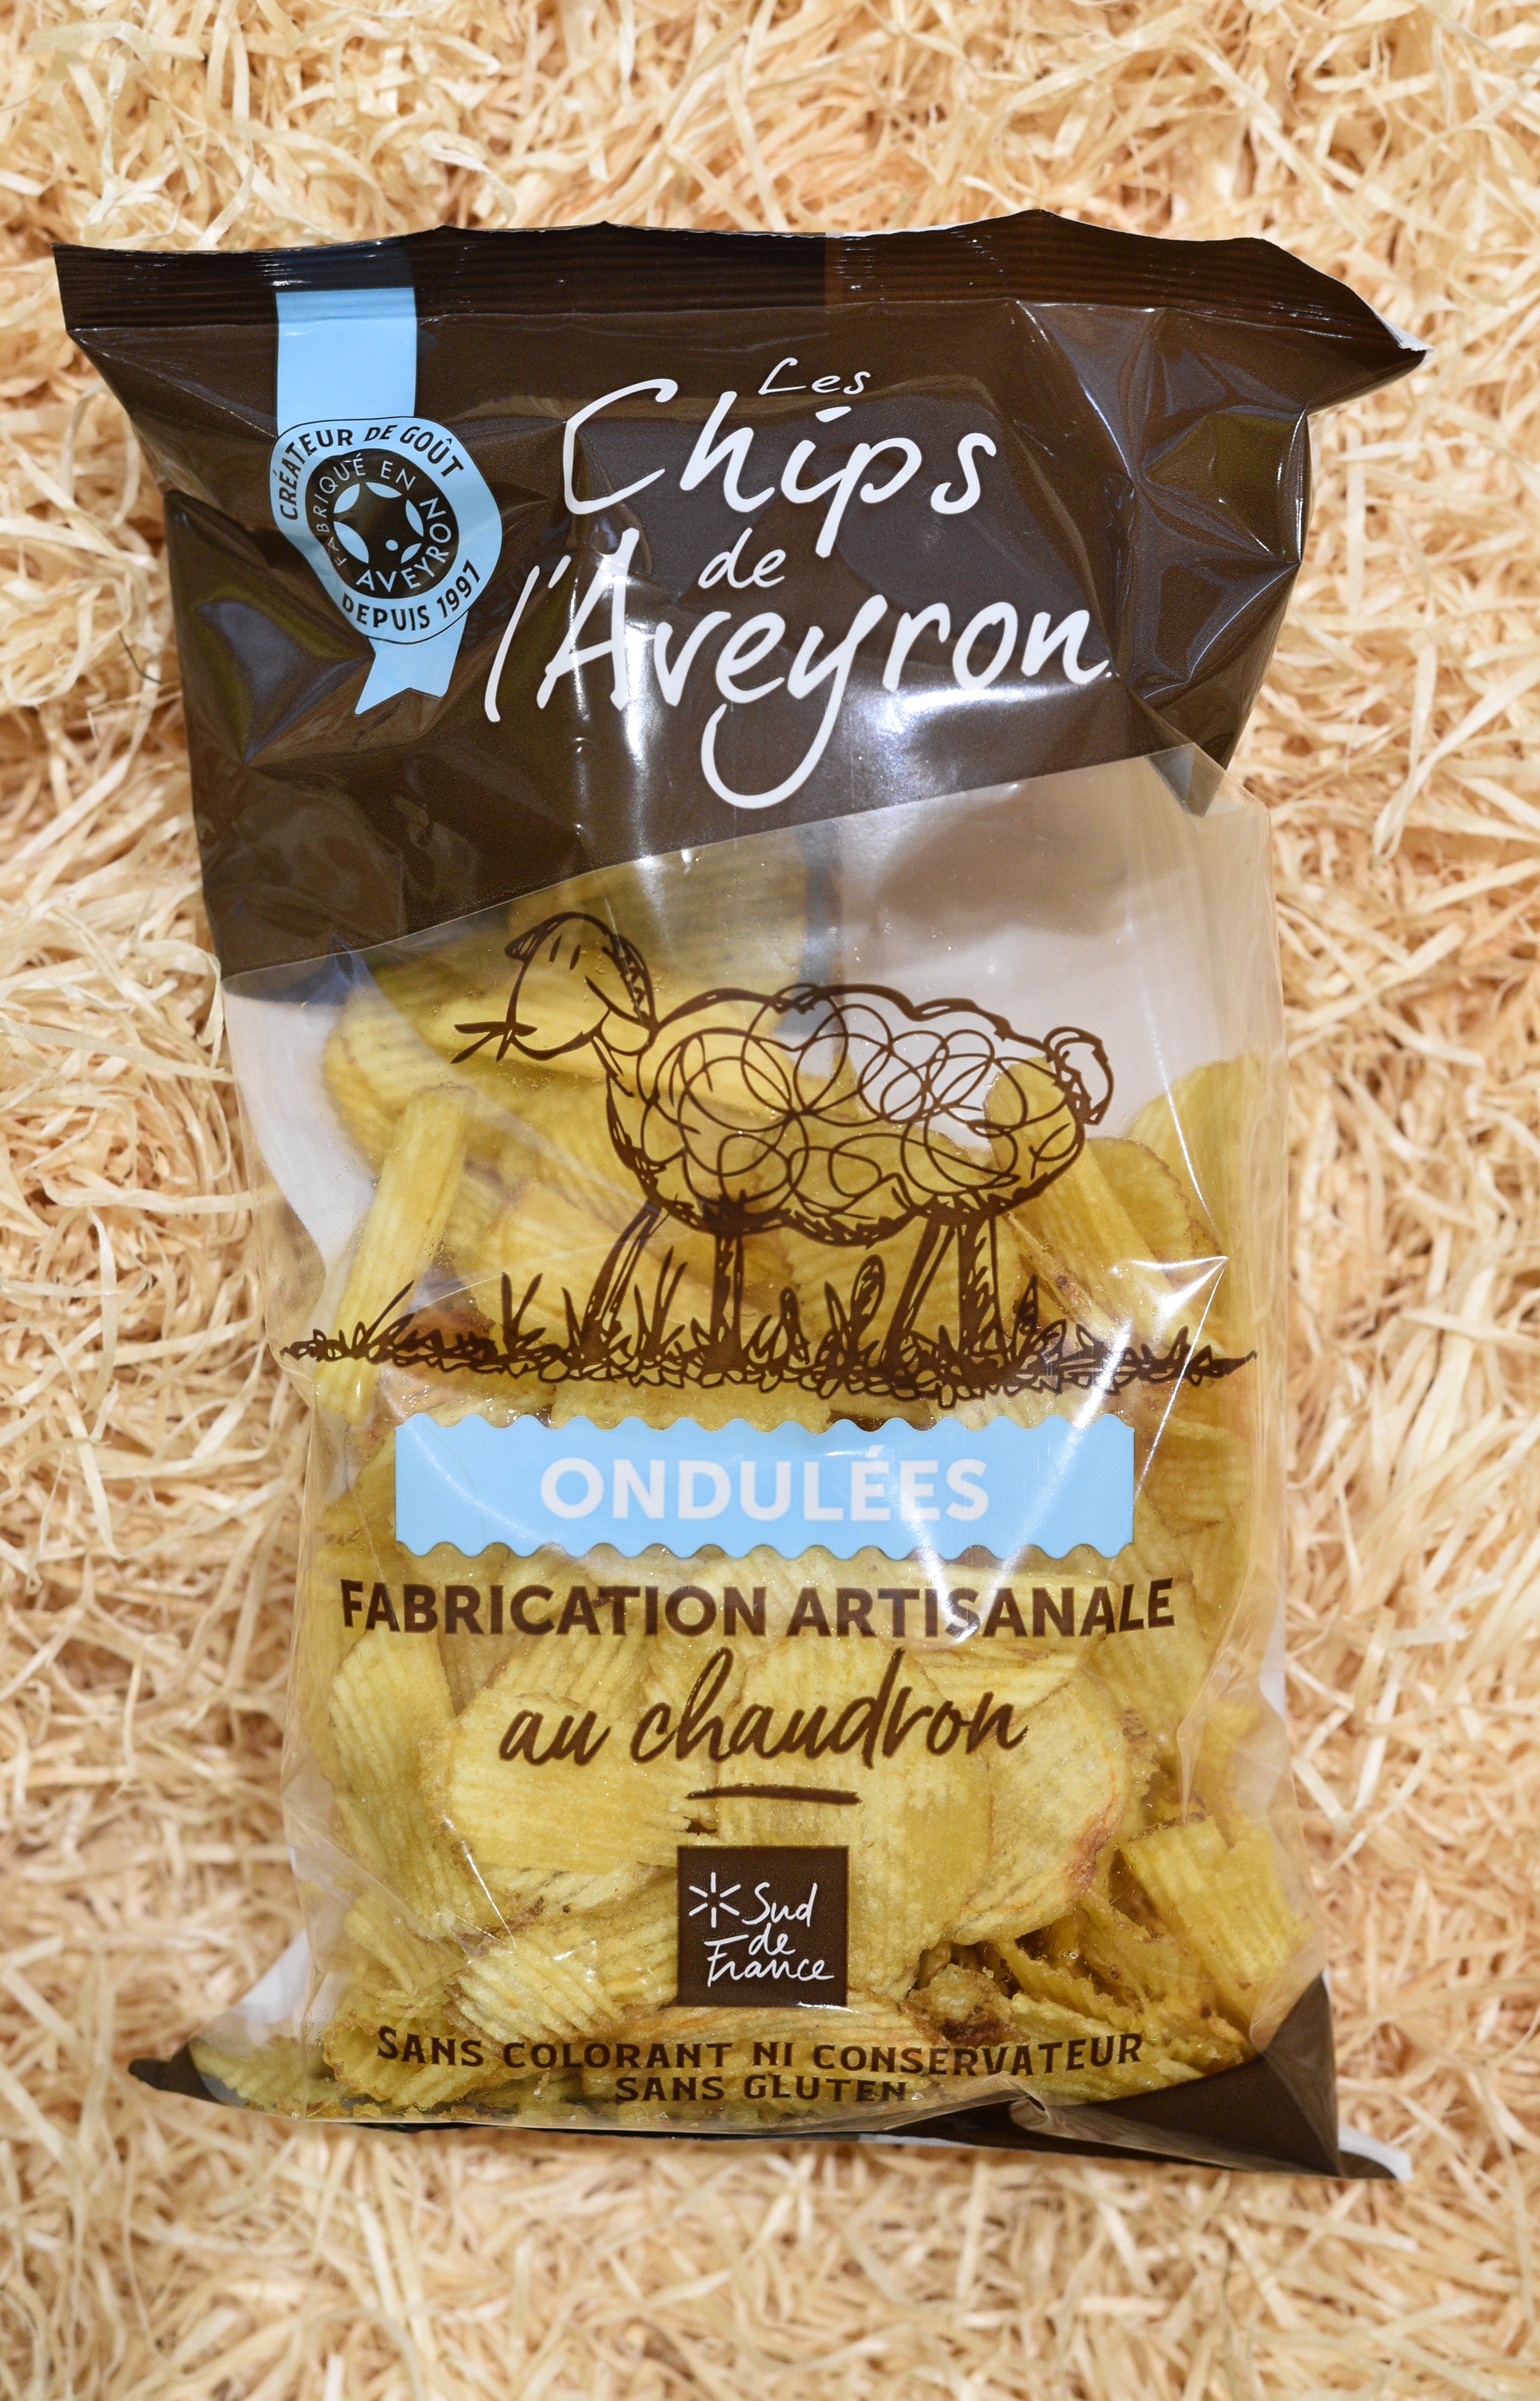 CRÉATEUR DE GOÛT
FABRIQUÉ EN
AVEYRON
DEPUIS 1997
Les
Chips
de
l'Aveyron
ONDULÉES
FABRICATION ARTISANALE
au chaudron
Sud
de
France
SANS COLORANT NI CONSERVATEUR
SANS GLUTEN